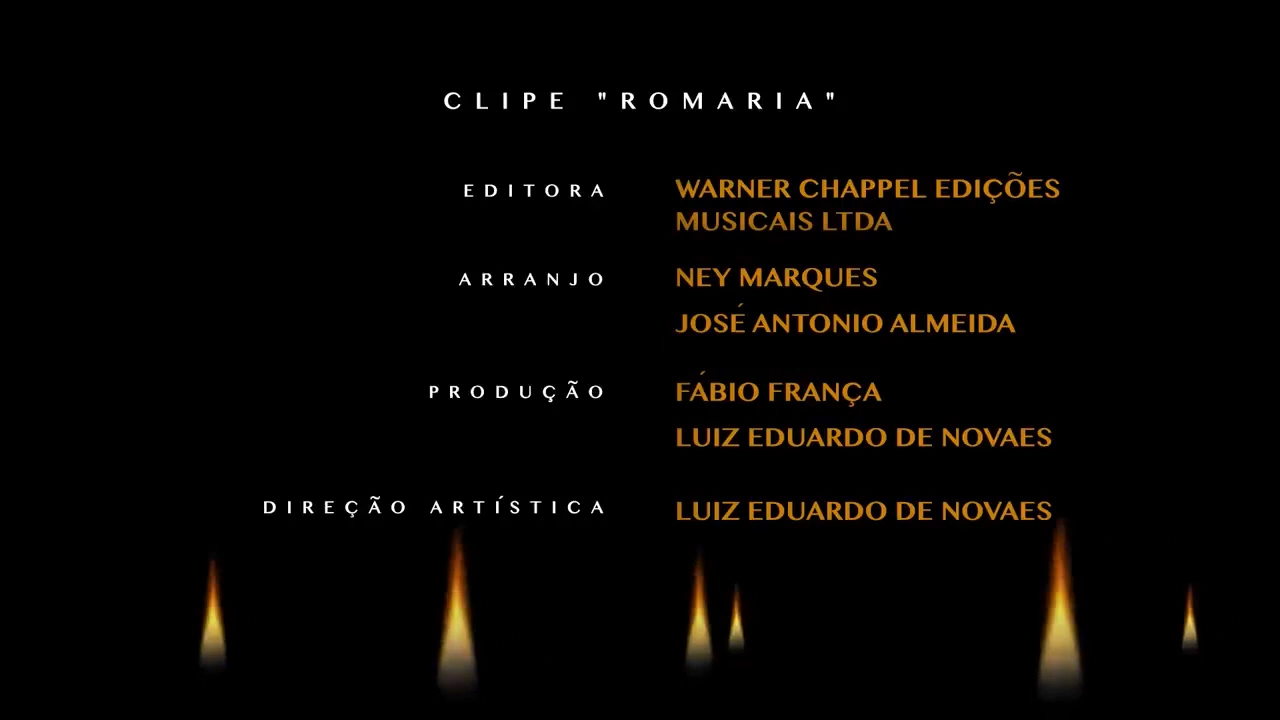 CLIPE "ROMARIA"
EDITORA WARNER CHAPPEL EDIÇÕES
MUSICAIS LTDA
ARRANJO NEY MARQUES
JOSÉ ANTONIO ALMEIDA
PRODUÇÃO FÁBIO FRANÇA
LUIZ EDUARDO DE NOVAES
DIREÇÃO ARTÍSTICA LUIZ EDUARDO DE NOVAES